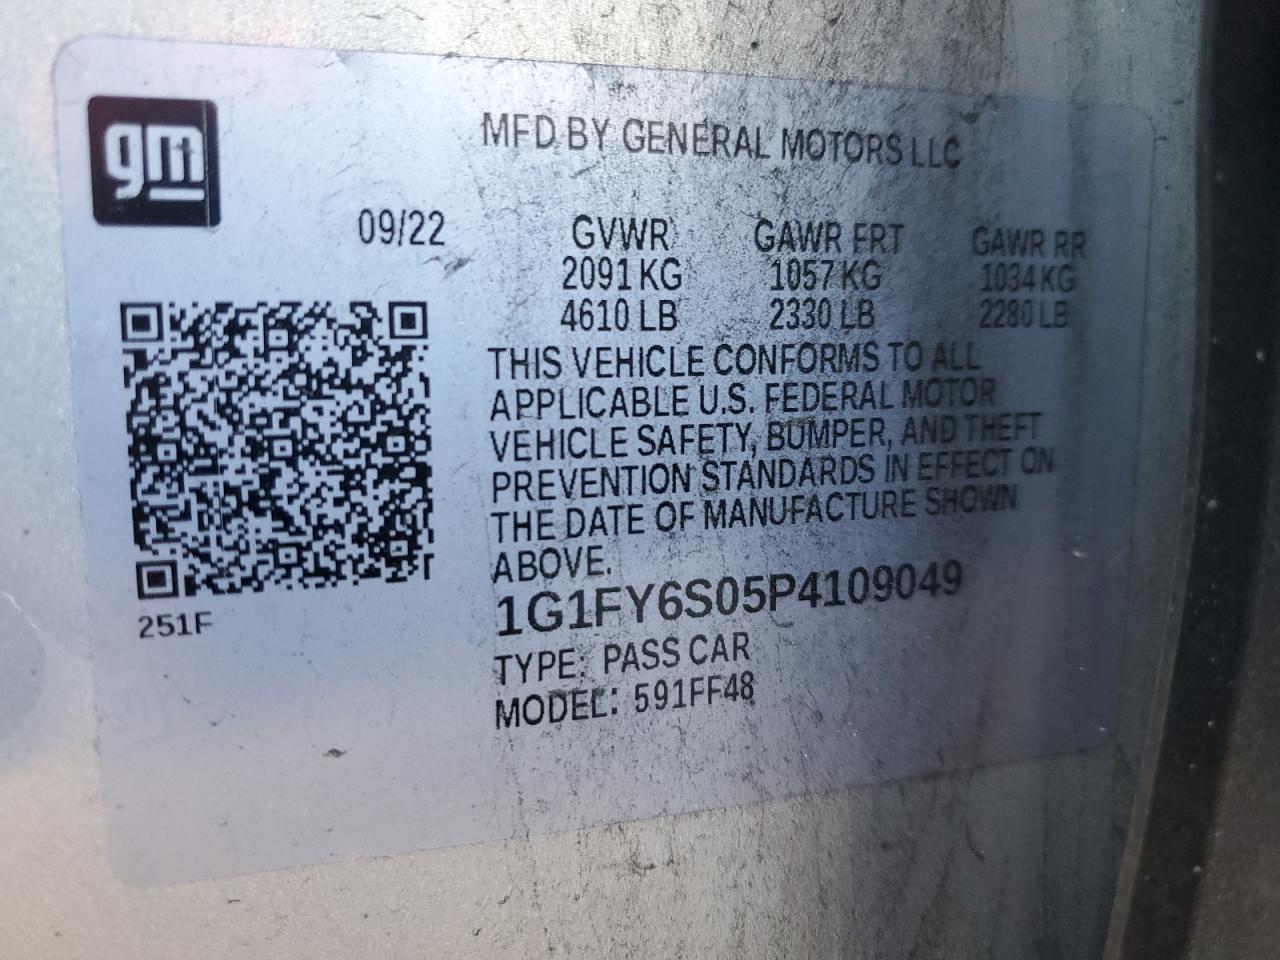 gm
MFD BY GENERAL MOTORS LLC
09/22 GVWR GAWR FRT GAWR RR
2091 KG 1057 KG 1034 KG
4610 LB 2330 LB 2280 LB
THIS VEHICLE CONFORMS TO ALL
APPLICABLE U.S. FEDERAL MOTOR
VEHICLE SAFETY, BUMPER, AND THEFT
PREVENTION STANDARDS IN EFFECT ON
THE DATE OF MANUFACTURE SHOWN
ABOVE.
1G1FY6S05P4109049
251F
TYPE: PASS CAR
MODEL: 591FF48